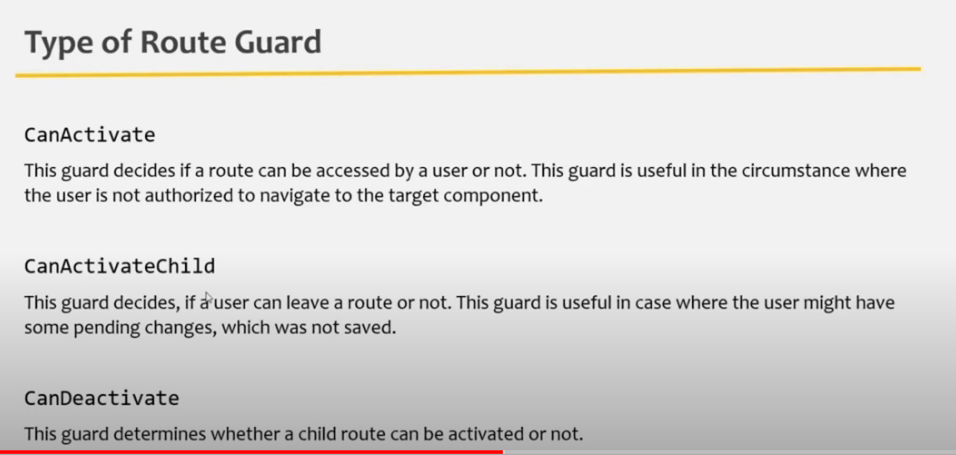 Type of Route Guard
CanActivate
This guard decides if a route can be accessed by a user or not. This guard is useful in the circumstance where
the user is not authorized to navigate to the target component.
CanActivateChild
This guard decides, if a user can leave a route or not. This guard is useful in case where the user might have
some pending changes, which was not saved.
CanDeactivate
This guard determines whether a child route can be activated or not.